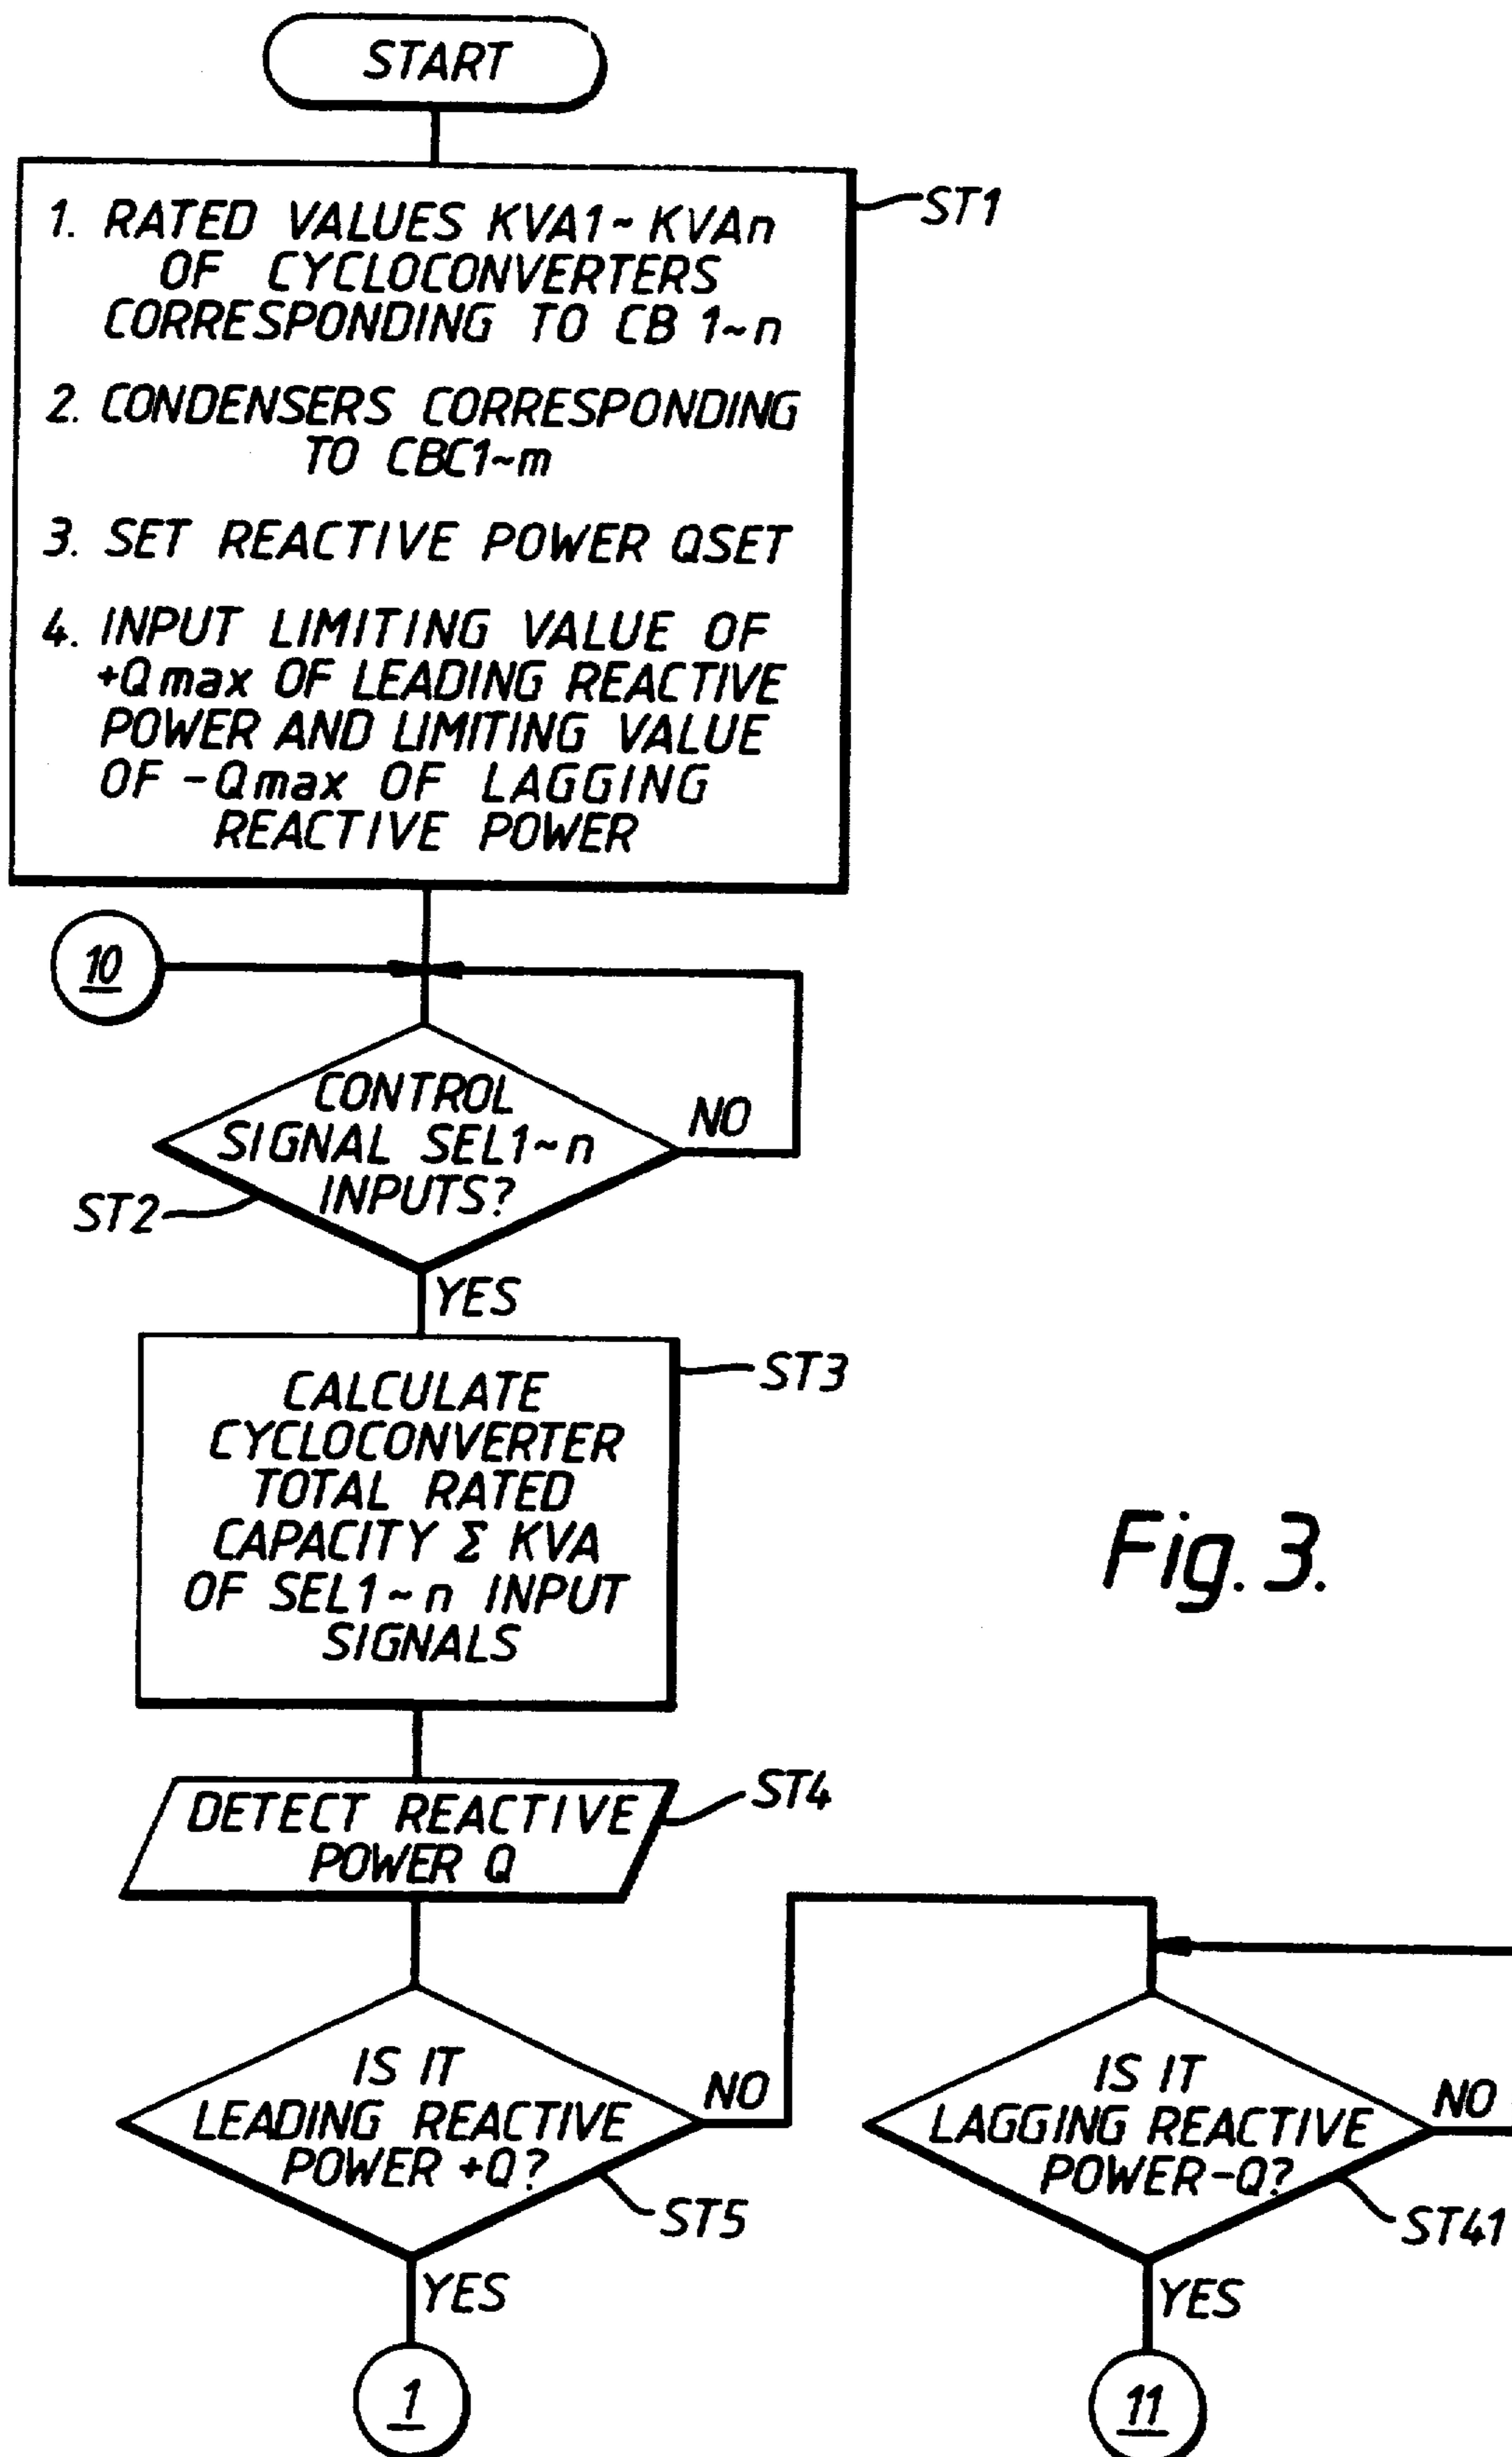 START
ST1
1. RATED VALUES KVA1~KVAn
OF CYCLOCONVERTERS
CORRESPONDING TO CB 1~n
2. CONDENSERS CORRESPONDING
TO CBC1~m
3. SET REACTIVE POWER QSET
4. INPUT LIMITING VALUE OF
+Qmax OF LEADING REACTIVE
POWER AND LIMITING VALUE
OF -Qmax OF LAGGING
REACTIVE POWER
10
CONTROL
SIGNAL SEL1~n
INPUTS?
NO
ST2
YES
ST3
CALCULATE
CYCLOCONVERTER
TOTAL RATED
CAPACITY Σ KVA
OF SEL1~n INPUT
SIGNALS
Fig. 3.
ST4
DETECT REACTIVE
POWER Q
IS IT
LEADING REACTIVE
POWER +Q?
NO
ST5
YES
1
IS IT
LAGGING REACTIVE
POWER-Q?
NO
ST41
YES
11